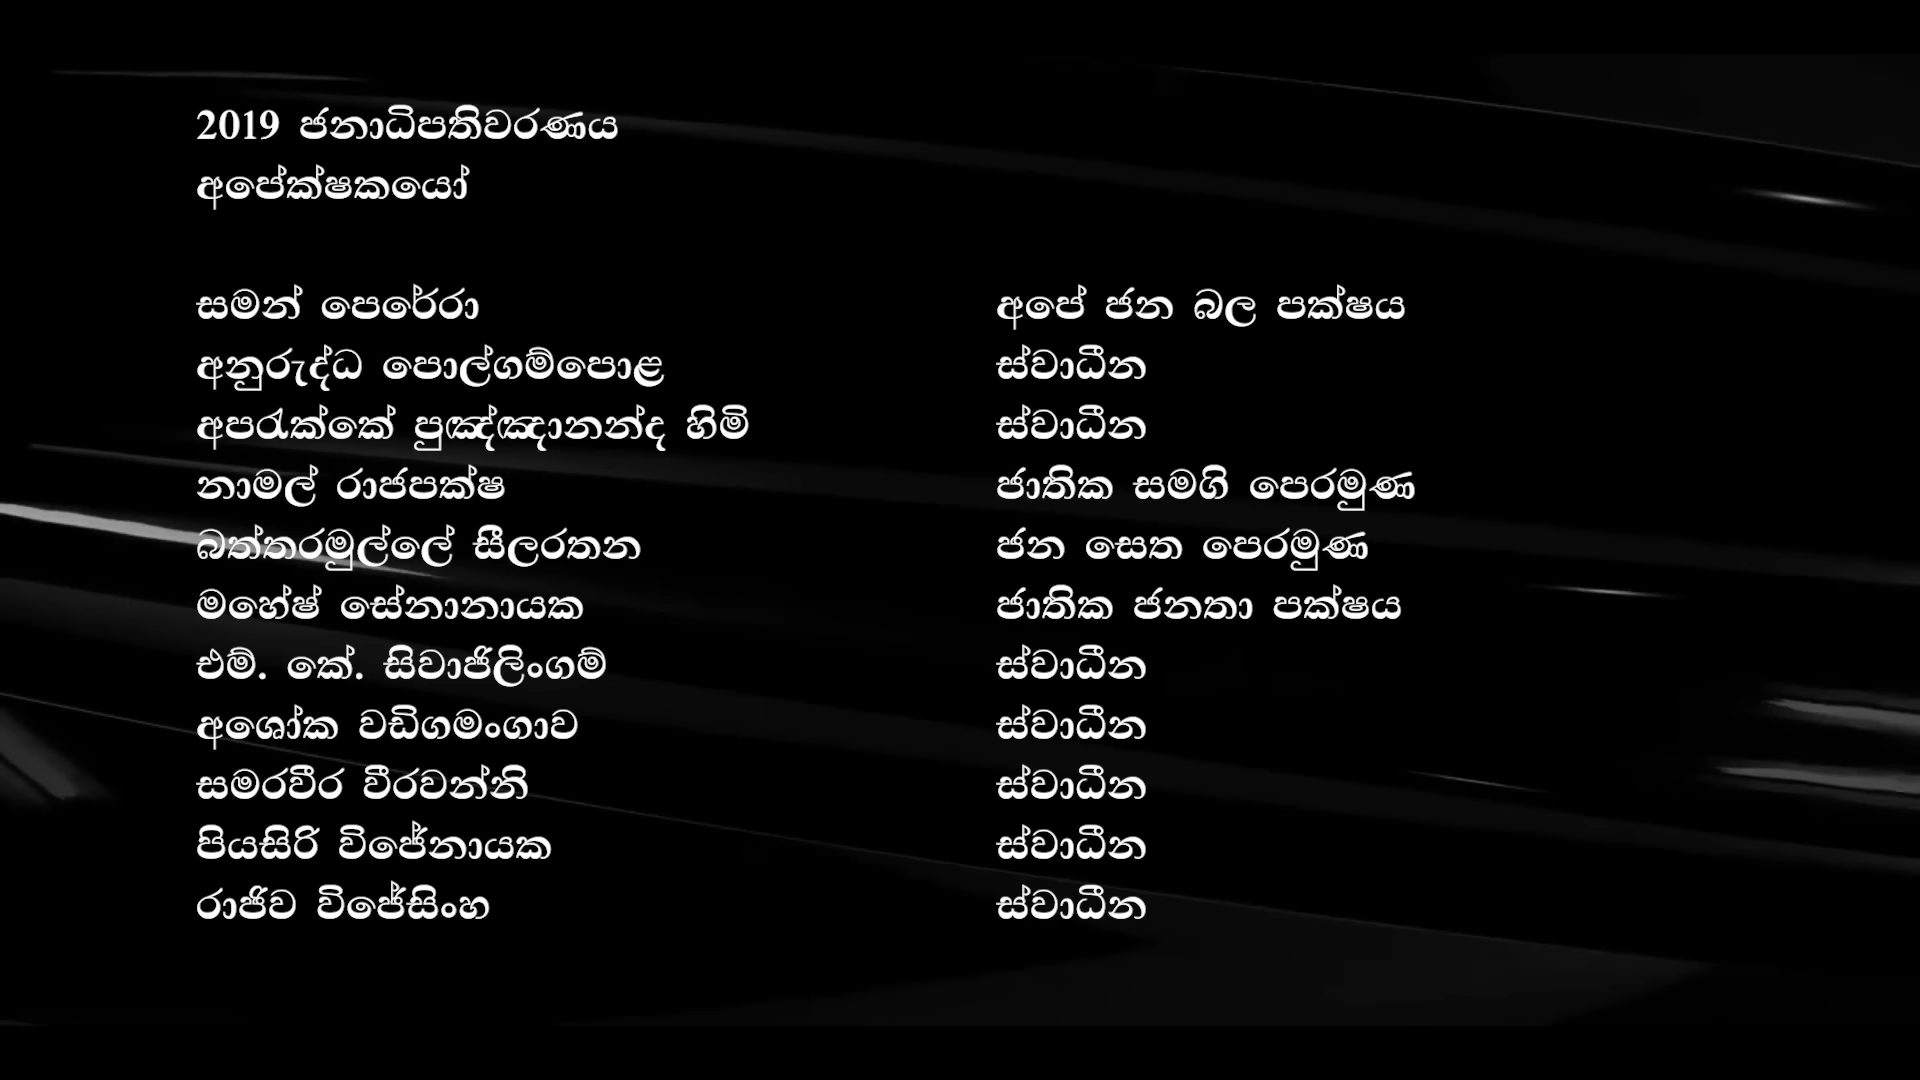 2019 ජනාධිපතිවරණය
අපේක්ෂකයෝ
සමන් පෙරේරා අපේ ජන බල පක්ෂය
අනුරුද්ධ පොල්ගම්පොළ ස්වාධීන
අපරැක්කේ පුඤ්ඤානන්ද හිමි ස්වාධීන
නාමල් රාජපක්ෂ ජාතික සමගි පෙරමුණ
බත්තරමුල්ලේ සීලරතන ජන සෙත පෙරමුණ
මහේෂ් සේනානායක ජාතික ජනතා පක්ෂය
එම්. කේ. සිවාජිලිංගම් ස්වාධීන
අශෝක වඩිගමංගාව ස්වාධීන
සමරවීර වීරවන්නි ස්වාධීන
පියසිරි විජේනායක ස්වාධීන
රාජිව විජේසිංහ ස්වාධීන